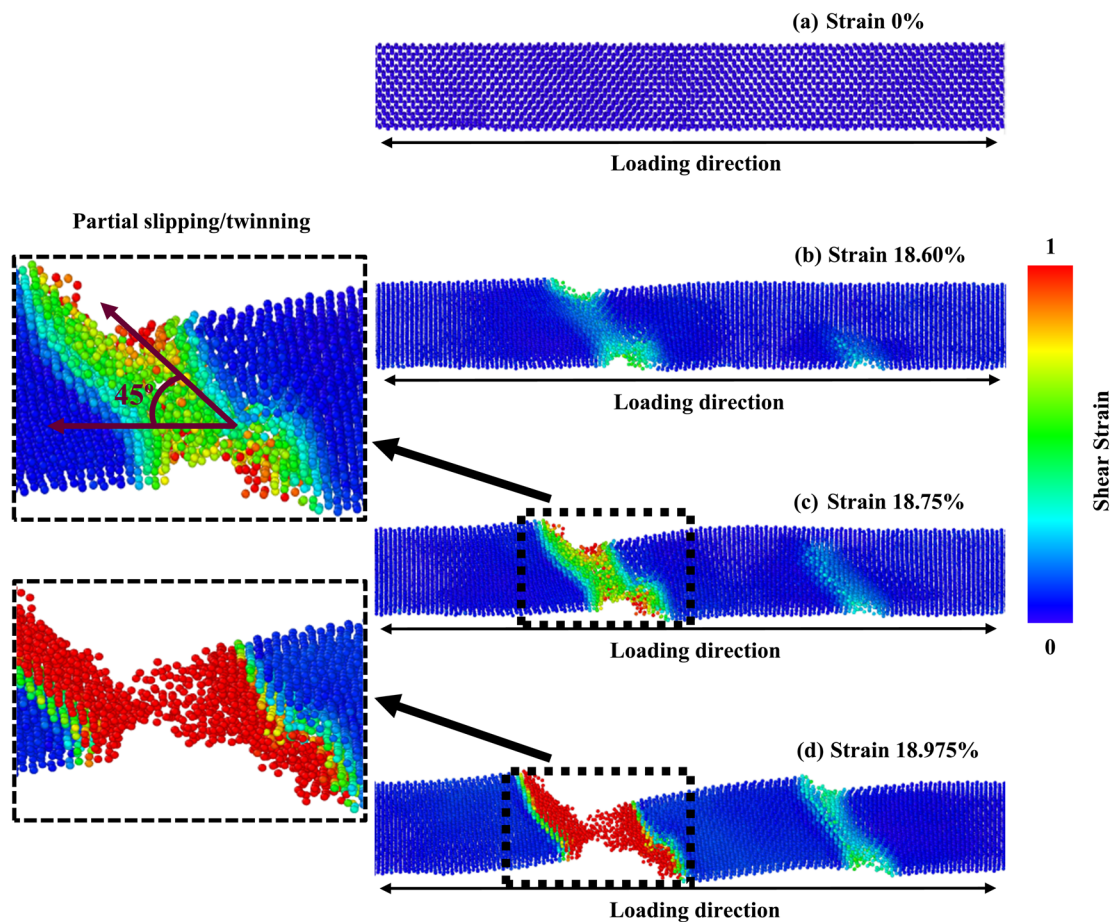 (a) Strain 0%
Loading direction
Partial slipping/twinning
45°
(b) Strain 18.60%
Loading direction
1
Shear Strain
0
(c) Strain 18.75%
Loading direction
(d) Strain 18.975%
Loading direction